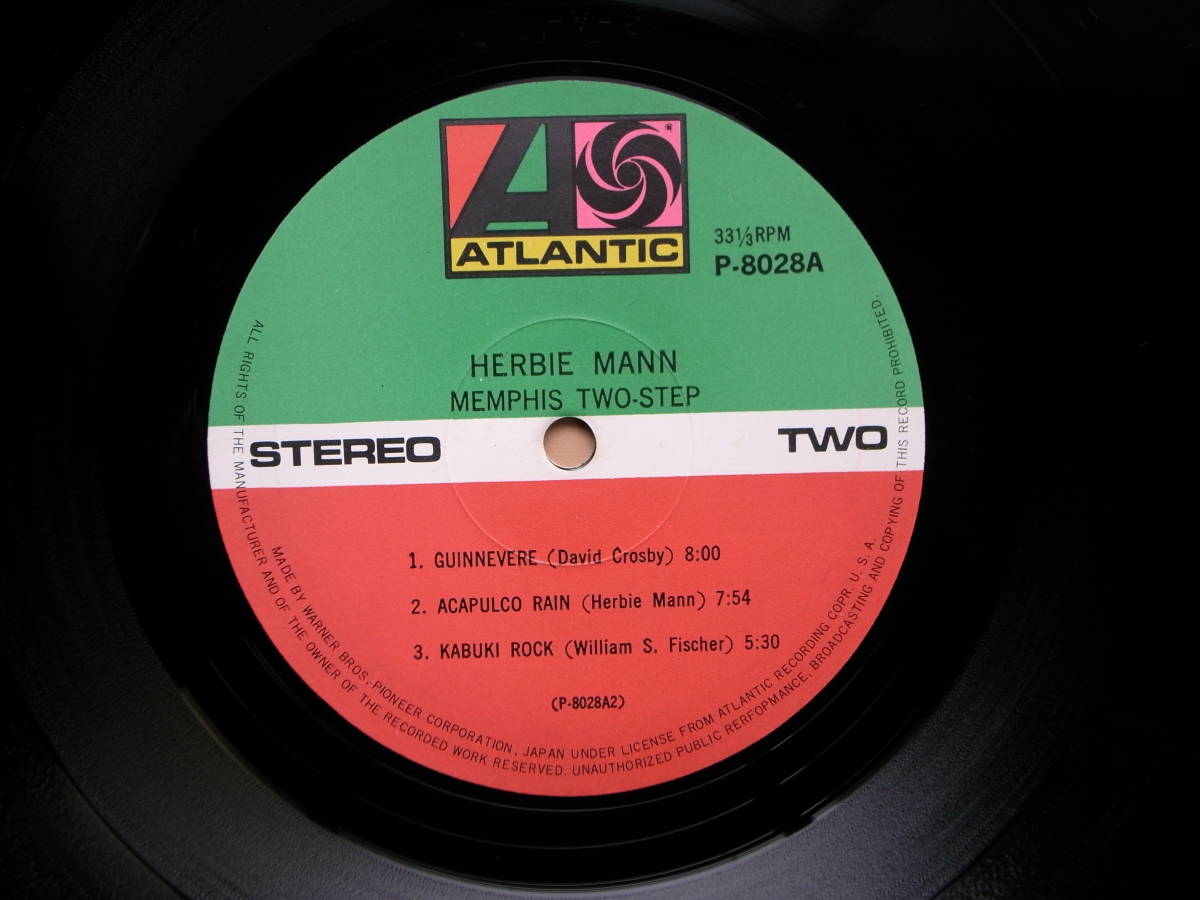 2-A-
ATLANTIC
33⅓RPM
P-8028A
HERBIE MANN
MEMPHIS TWO-STEP
STEREO
TWO
1. GUINNEVERE (David Crosby) 8:00
2. ACAPULCO RAIN (Herbie Mann) 7:54
3. KABUKI ROCK (William S. Fischer) 5:30
(P-8028A2)
MADE BY WARNER BROS. PIONEER CORPORATION, JAPAN UNDER LICENSE FROM ATLANTIC RECORDING COPR. U. S. A.
ALL RIGHTS OF THE MANUFACTURER AND OF THE OWNER OF THE RECORDED WORK RESERVED. UNAUTHORIZED PUBLIC RERFOPMANCE, BROADCASTING AND COPYING OF THIS RECORD PROHIBITED.